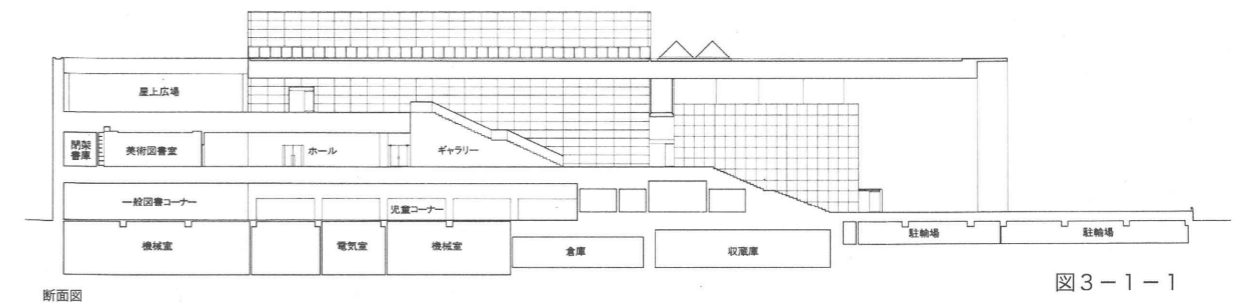 屋上広場
閉架
書庫
美術図書室
ホール
ギャラリー
一般図書コーナー
児童コーナー
機械室
電気室
機械室
倉庫
収蔵庫
駐輪場
駐輪場
断面図
図3－1－1